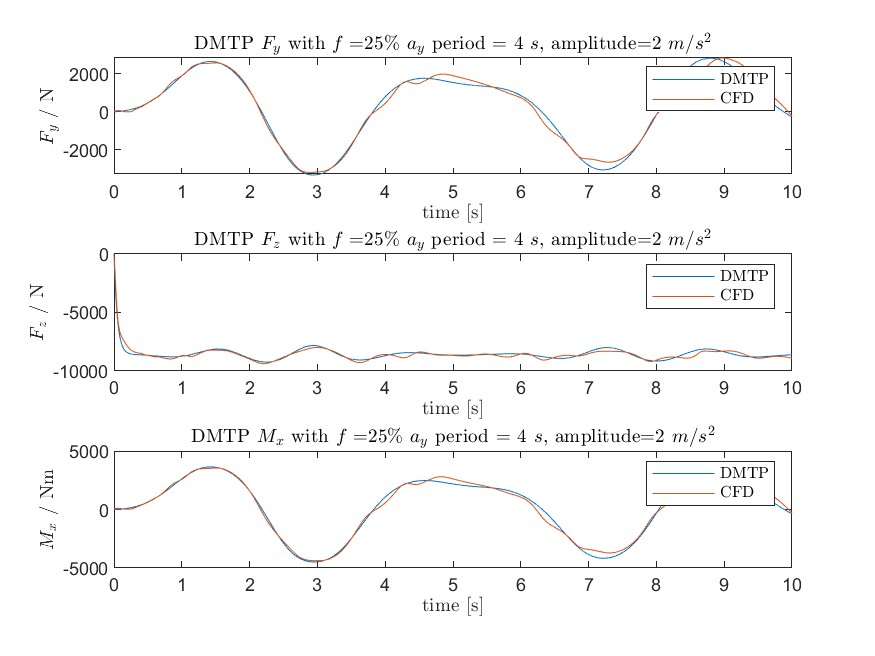 DMTP F_y with f =25% a_y period = 4 s, amplitude=2 m/s²
2000
0
-2000
F_y / N
DMTP
CFD
0 1 2 3 4 5 6 7 8 9 10
time [s]
DMTP F_z with f =25% a_y period = 4 s, amplitude=2 m/s²
0
-5000
-10000
F_z / N
DMTP
CFD
0 1 2 3 4 5 6 7 8 9 10
time [s]
DMTP M_x with f =25% a_y period = 4 s, amplitude=2 m/s²
5000
0
-5000
M_x / Nm
DMTP
CFD
0 1 2 3 4 5 6 7 8 9 10
time [s]